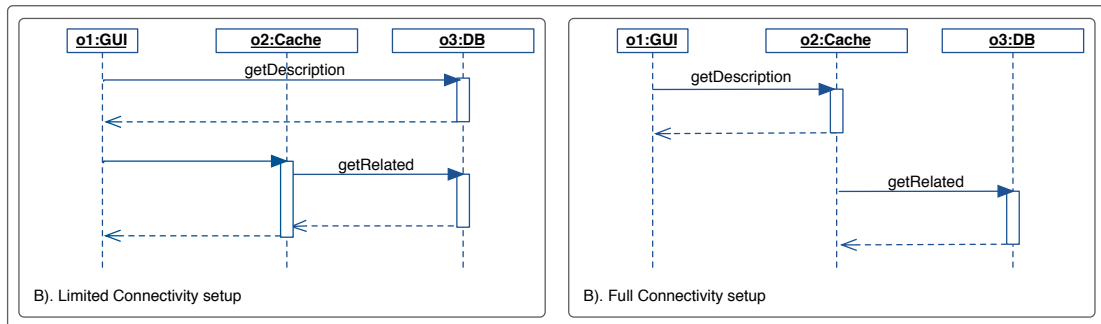 o1:GUI
o2:Cache
o3:DB
getDescription
getRelated
B). Limited Connectivity setup
o1:GUI
o2:Cache
o3:DB
getDescription
getRelated
B). Full Connectivity setup